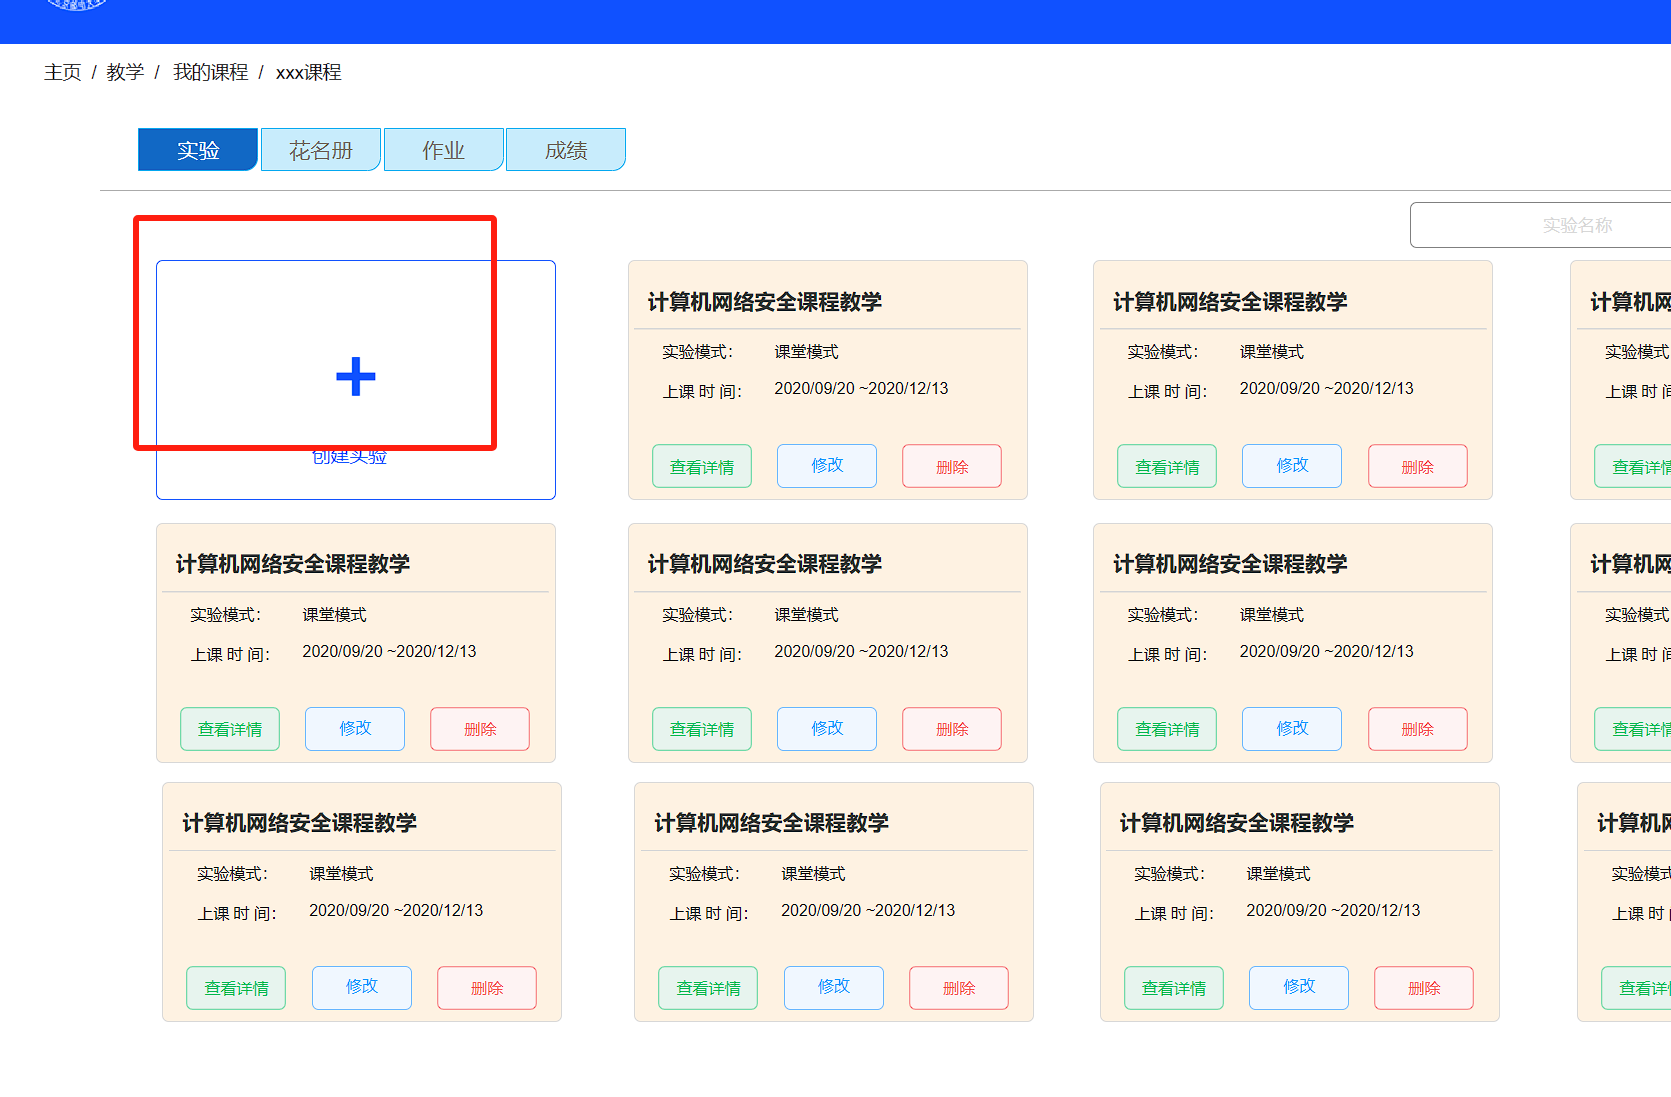 主页 / 教学 / 我的课程 / xxx课程
实验 花名册 作业 成绩
实验名称
创建实验
计算机网络安全课程教学
实验模式： 课堂模式
上课 时 间： 2020/09/20 ~2020/12/13
查看详情 修改 删除
计算机网络安全课程教学
实验模式： 课堂模式
上课 时 间： 2020/09/20 ~2020/12/13
查看详情 修改 删除
计算机网
实验模式
上课 时 间
查看详情
计算机网络安全课程教学
实验模式： 课堂模式
上课 时 间： 2020/09/20 ~2020/12/13
查看详情 修改 删除
计算机网络安全课程教学
实验模式： 课堂模式
上课 时 间： 2020/09/20 ~2020/12/13
查看详情 修改 删除
计算机网络安全课程教学
实验模式： 课堂模式
上课 时 间： 2020/09/20 ~2020/12/13
查看详情 修改 删除
计算机网
实验模式
上课 时 间
查看详情
计算机网络安全课程教学
实验模式： 课堂模式
上课 时 间： 2020/09/20 ~2020/12/13
查看详情 修改 删除
计算机网络安全课程教学
实验模式： 课堂模式
上课 时 间： 2020/09/20 ~2020/12/13
查看详情 修改 删除
计算机网络安全课程教学
实验模式： 课堂模式
上课 时 间： 2020/09/20 ~2020/12/13
查看详情 修改 删除
计算机网
实验模式
上课 时
查看详